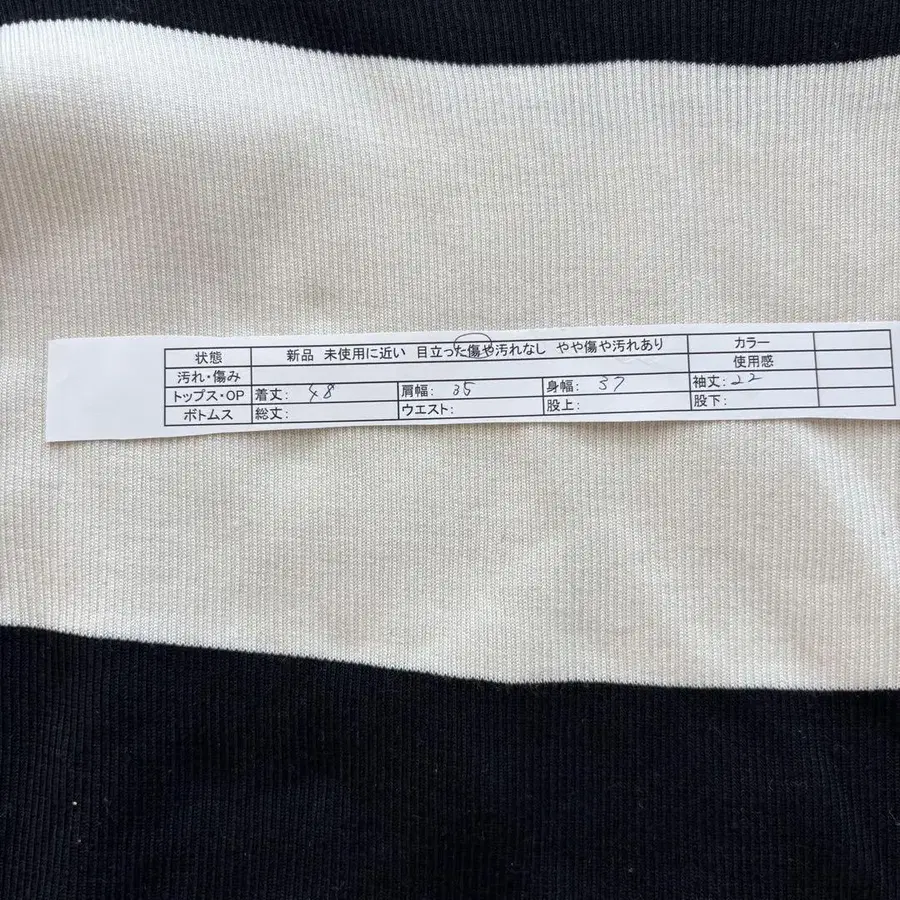 状態 新品 未使用に近い 目立った傷や汚れなし やや傷や汚れあり カラー
汚れ・傷み 使用感
トップス・OP 着丈: 48 肩幅: 35 身幅: 37 袖丈: 22
ボトムス 総丈: ウエスト: 股上: 股下: